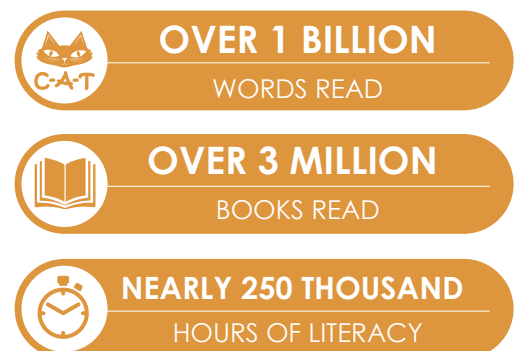 OVER 1 BILLION
C-A-T
WORDS READ
OVER 3 MILLION
BOOKS READ
NEARLY 250 THOUSAND
HOURS OF LITERACY